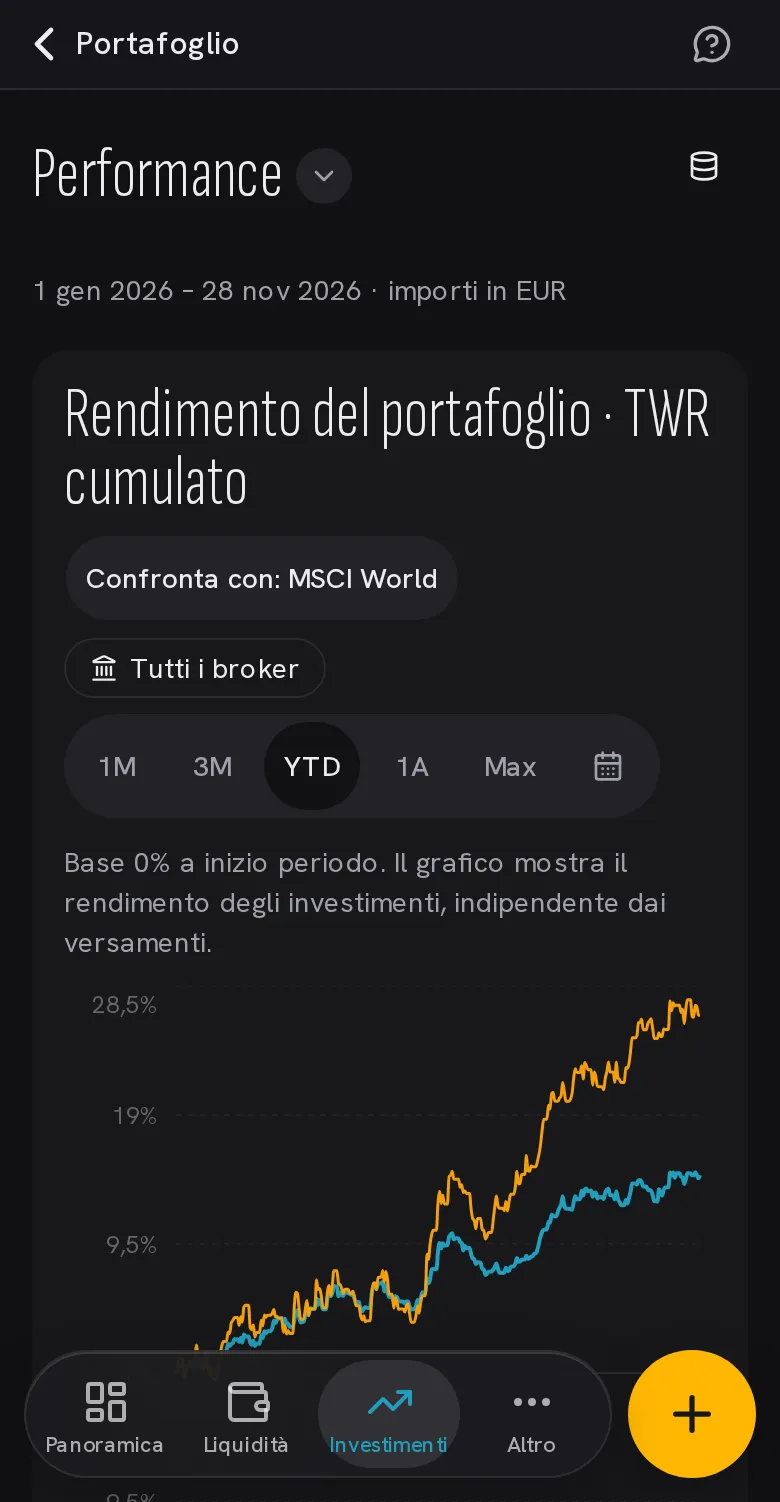 Portafoglio
Performance
1 gen 2026 – 28 nov 2026 · importi in EUR
Rendimento del portafoglio · TWR
cumulato
Confronta con: MSCI World
Tutti i broker
1M 3M YTD 1A Max
Base 0% a inizio periodo. Il grafico mostra il
rendimento degli investimenti, indipendente dai
versamenti.
28,5%
19%
9,5%
Panoramica Liquidità Investimenti Altro